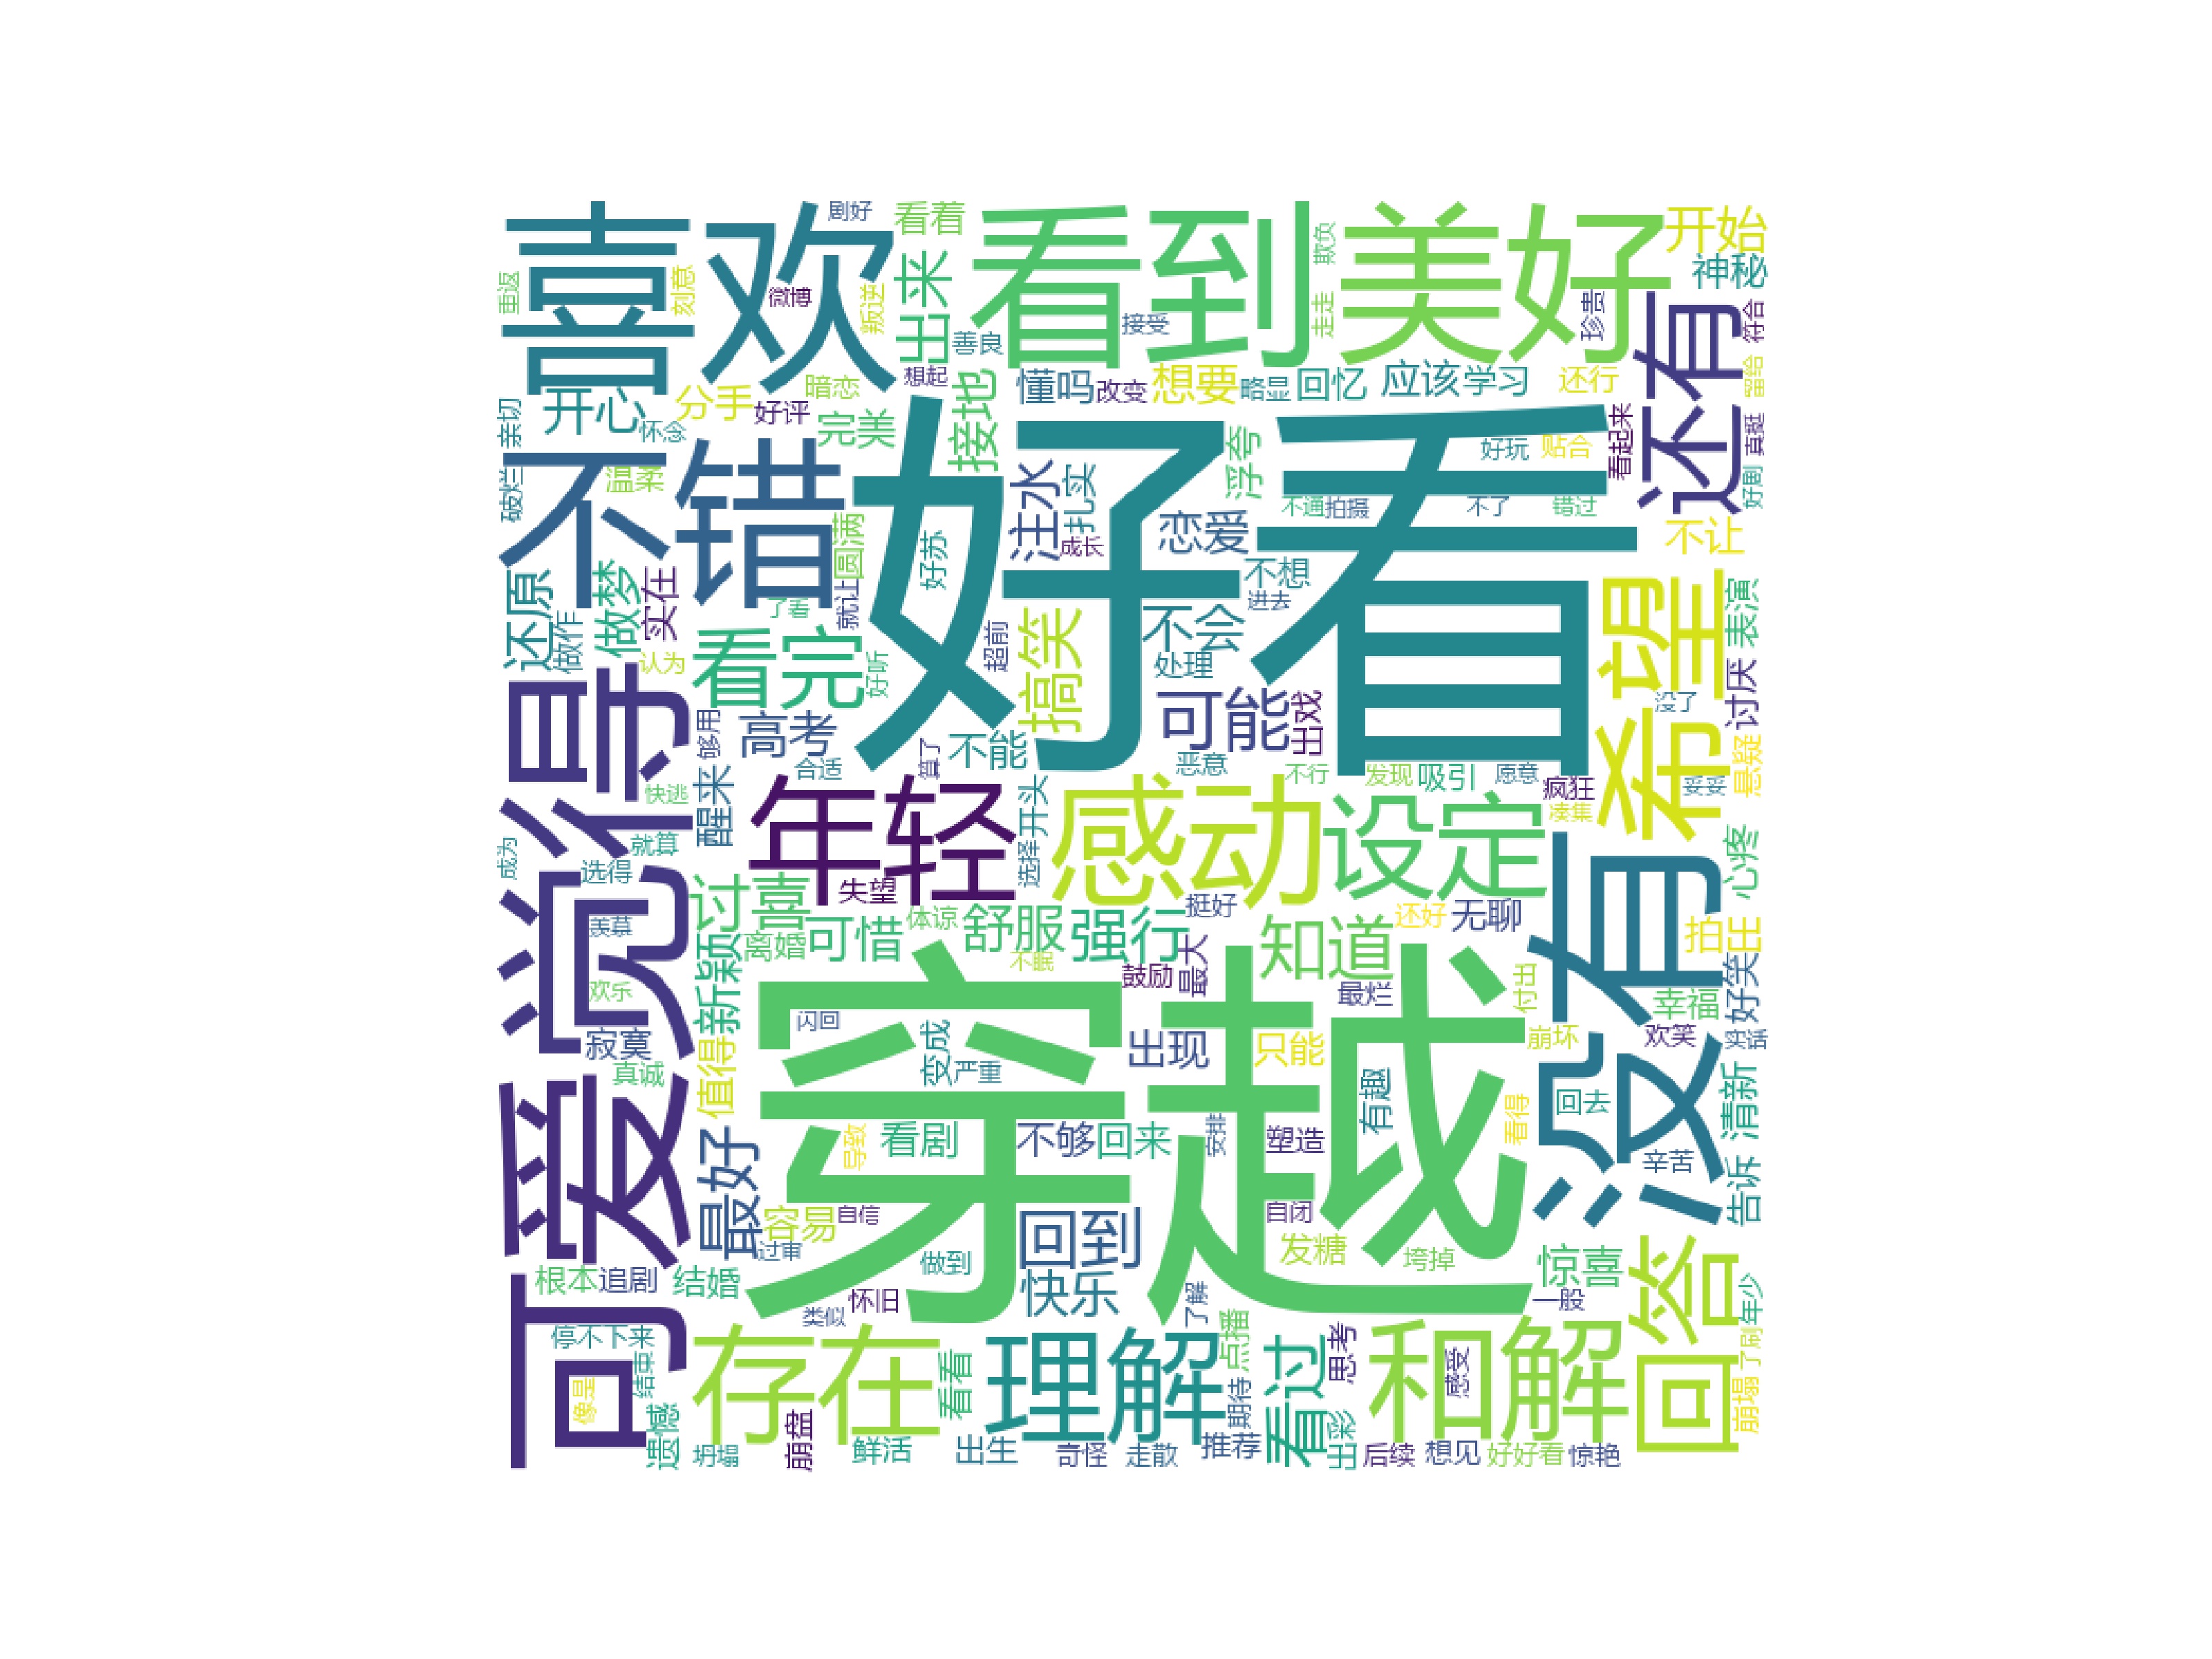 喜欢
剧好
看着
看到
美好
开始
欺负
神秘
重返
刻意
微博
叛逆
出来
善良
接受
走走
珍贵
还有
符合
开心
分手
暗恋
想起
接地
懂吗
改变
想要
略显
回忆
应该
学习
还行
留给
亲切
怀念
好评
完美
好看
浮夸
好玩
贴合
看起来
真挺
不错
破烂
温柔
注水
扎实
不通
拍摄
不了
错过
好剧
圆满
好苏
成长
恋爱
不让
还原
做梦
实在
了看
就让
不想
进去
希望
表演
做作
认为
看完
好听
超前
搞笑
不会
处理
没了
讨厌
觉得
够用
高考
合适
算了
不能
可能
出戏
恶意
不行
发现
吸引
愿意
疯狂
妥妥
悬疑
快逃
醒来
年轻
选择
开头
感动
设定
凑集
没有
心疼
成为
就算
选得
过喜
失望
体谅
挺好
还好
无聊
拍出
羡慕
离婚
可惜
舒服
强行
知道
新颖
不能
鼓励
最大
最烂
付出
幸福
好笑
欢乐
闪回
穿越
寂寞
真诚
值得
变成
严重
出现
只能
崩坏
欢笑
实话
可爱
有趣
看得
回去
清新
最好
导致
看剧
不够
回来
安排
塑造
辛苦
告诉
容易
自信
过审
做到
回到
自闭
发糖
垮掉
惊喜
回答
根本
追剧
结婚
怀旧
类似
快乐
了解
一般
年少
停不下来
结束
存在
看看
理解
点播
看过
思考
和解
感受
了刷
像是
遗憾
坍塌
崩盘
鲜活
出生
奇怪
走散
推荐
期待
出彩
后续
想见
好好看
惊艳
崩塌